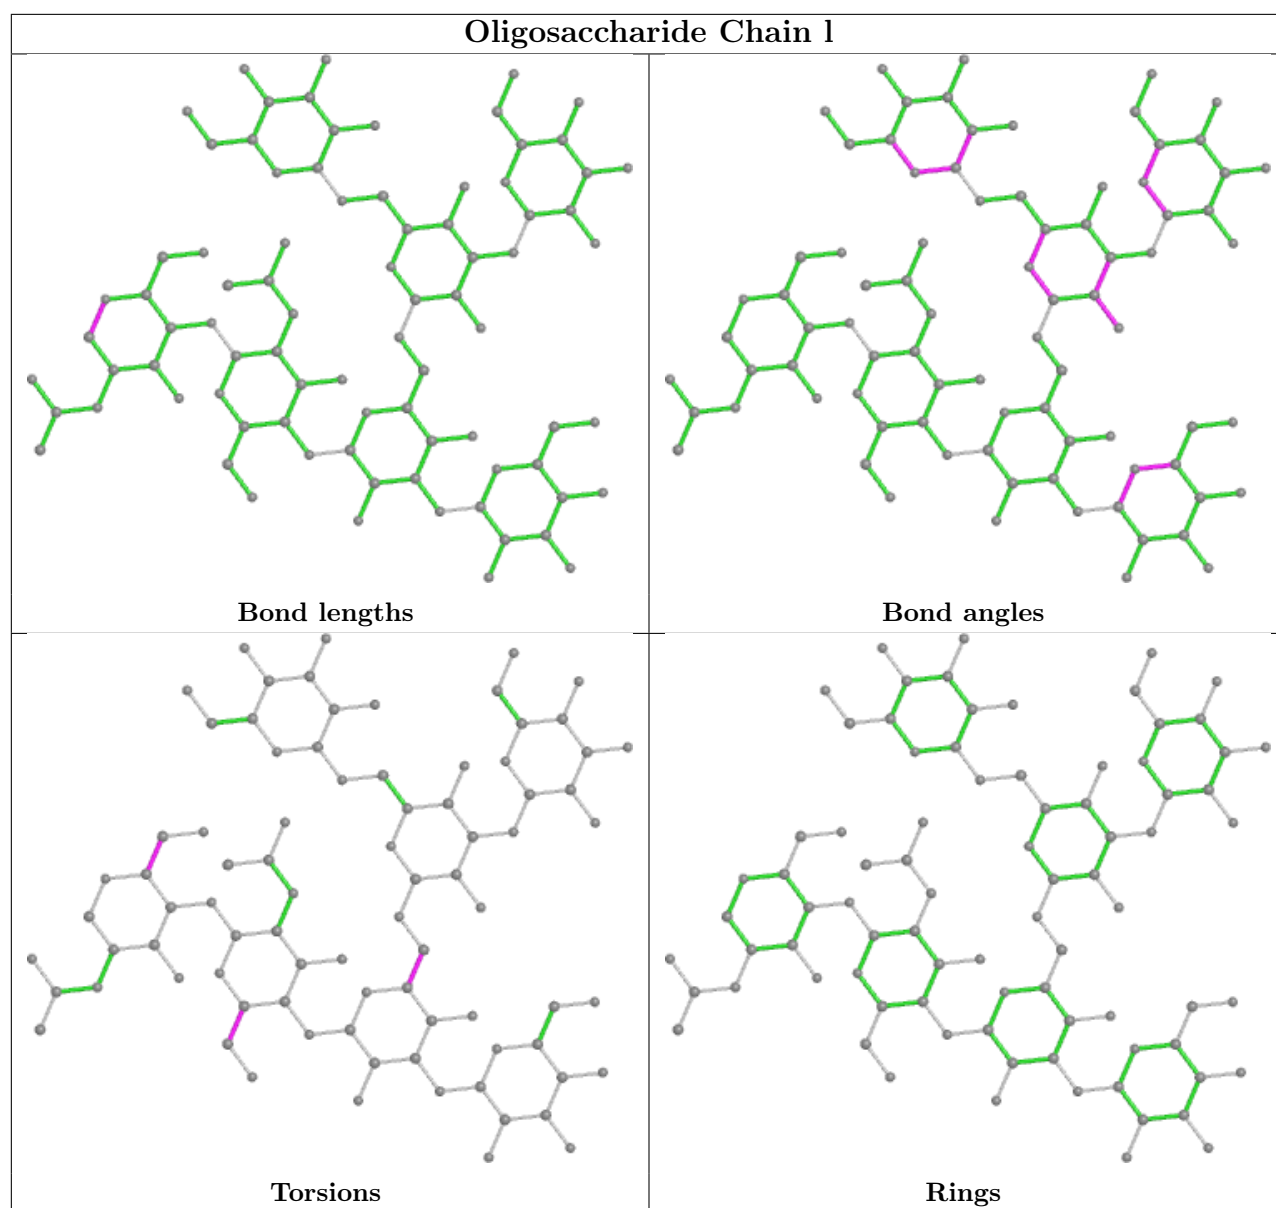 Oligosaccharide Chain l
Bond lengths
Bond angles
Torsions
Rings